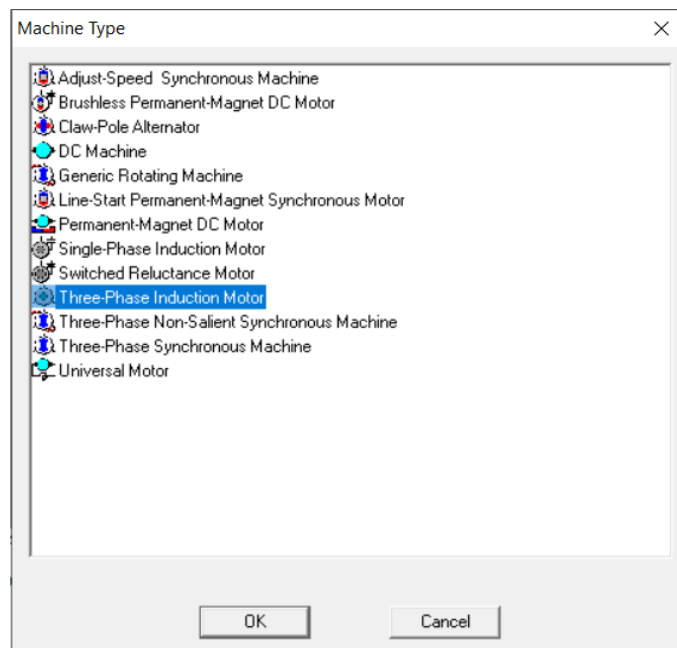 Machine Type
Adjust-Speed  Synchronous Machine
Brushless Permanent-Magnet DC Motor
Claw-Pole Alternator
DC Machine
Generic Rotating Machine
Line-Start Permanent-Magnet Synchronous Motor
Permanent-Magnet DC Motor
Single-Phase Induction Motor
Switched Reluctance Motor
Three-Phase Induction Motor
Three-Phase Non-Salient Synchronous Machine
Three-Phase Synchronous Machine
Universal Motor
OK Cancel